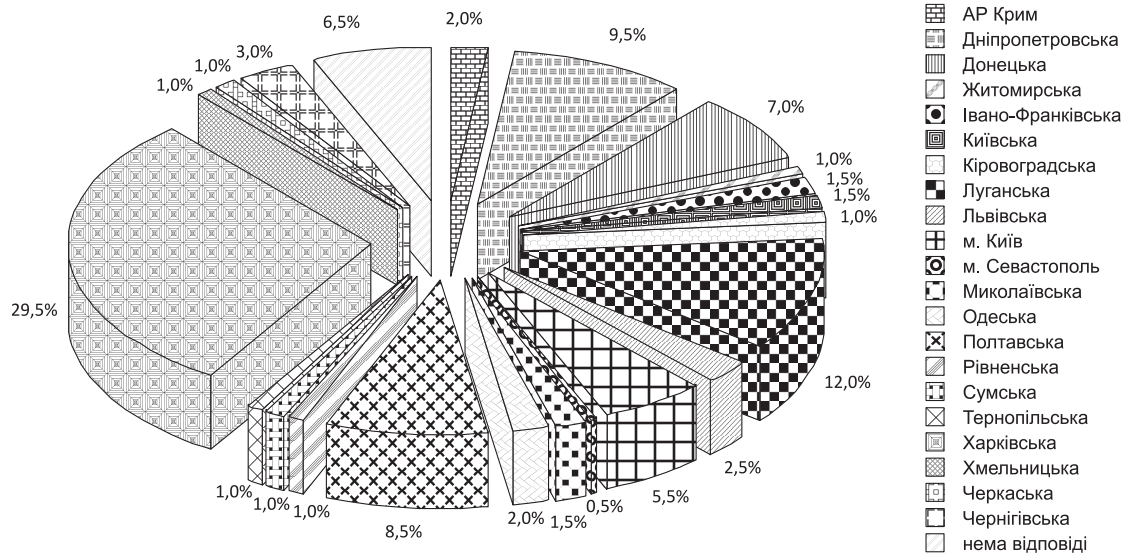 2,0%
9,5%
7,0%
1,0%
1,5%
1,5%
1,0%
12,0%
2,5%
5,5%
0,5%
1,5%
2,0%
8,5%
1,0%
1,0%
1,0%
29,5%
1,0%
1,0%
3,0%
6,5%
АР Крим
Дніпропетровська
Донецька
Житомирська
Івано-Франківська
Київська
Кіровоградська
Луганська
Львівська
м. Київ
м. Севастополь
Миколаївська
Одеська
Полтавська
Рівненська
Сумська
Тернопільська
Харківська
Хмельницька
Черкаська
Чернігівська
нема відповіді